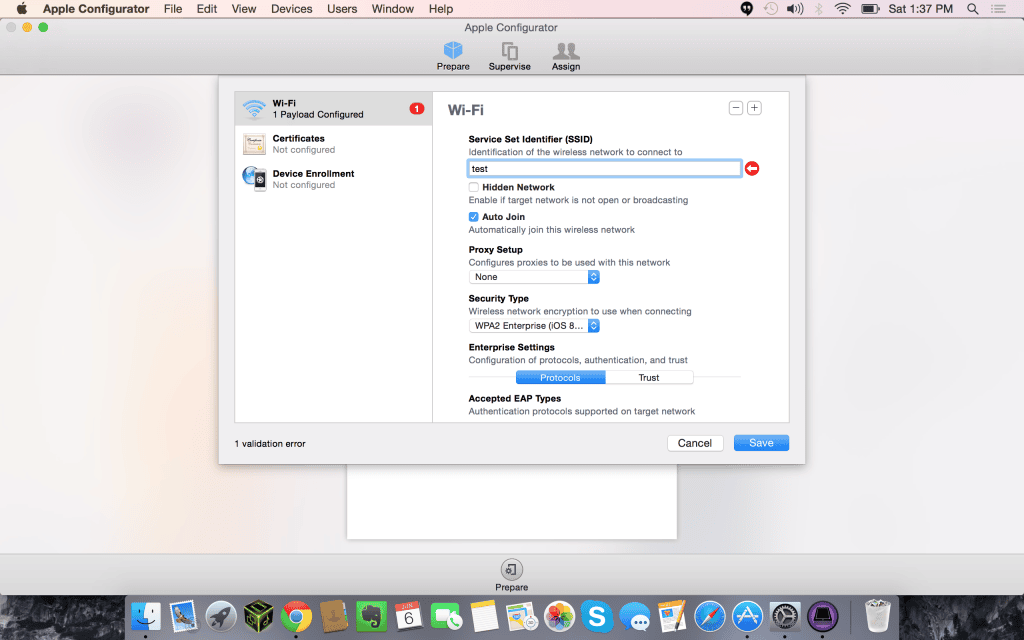 Apple Configurator File Edit View Devices Users Window Help Sat 1:37 PM
Apple Configurator
Prepare Supervise Assign
Wi-Fi
1 Payload Configured
1
Certificates
Not configured
Device Enrollment
Not configured
Wi-Fi
Service Set Identifier (SSID)
Identification of the wireless network to connect to
test
Hidden Network
Enable if target network is not open or broadcasting
Auto Join
Automatically join this wireless network
Proxy Setup
Configures proxies to be used with this network
None
Security Type
Wireless network encryption to use when connecting
WPA2 Enterprise (iOS 8...
Enterprise Settings
Configuration of protocols, authentication, and trust
Protocols Trust
Accepted EAP Types
Authentication protocols supported on target network
1 validation error
Cancel Save
Prepare
JUN
6